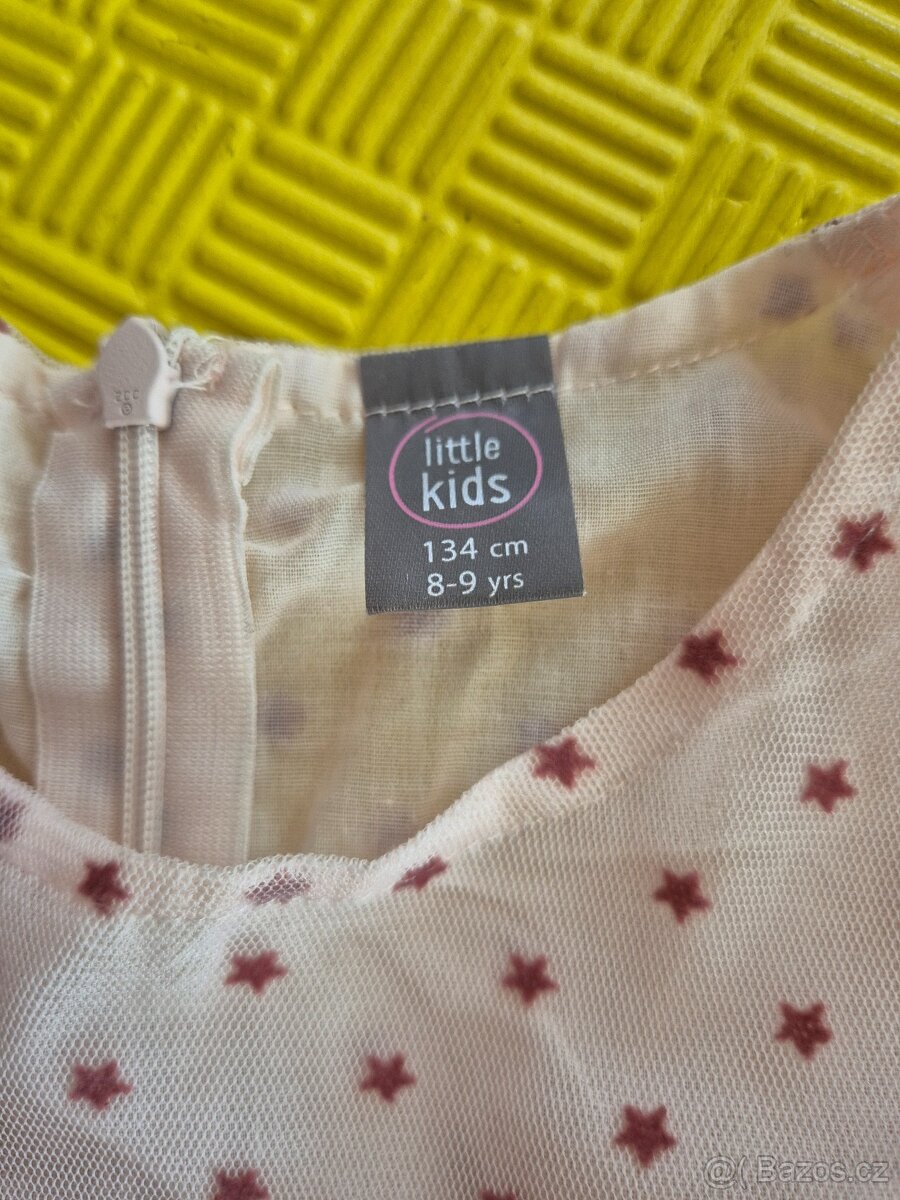 little
kids
134 cm
8-9 yrs
@( Bazos.cz